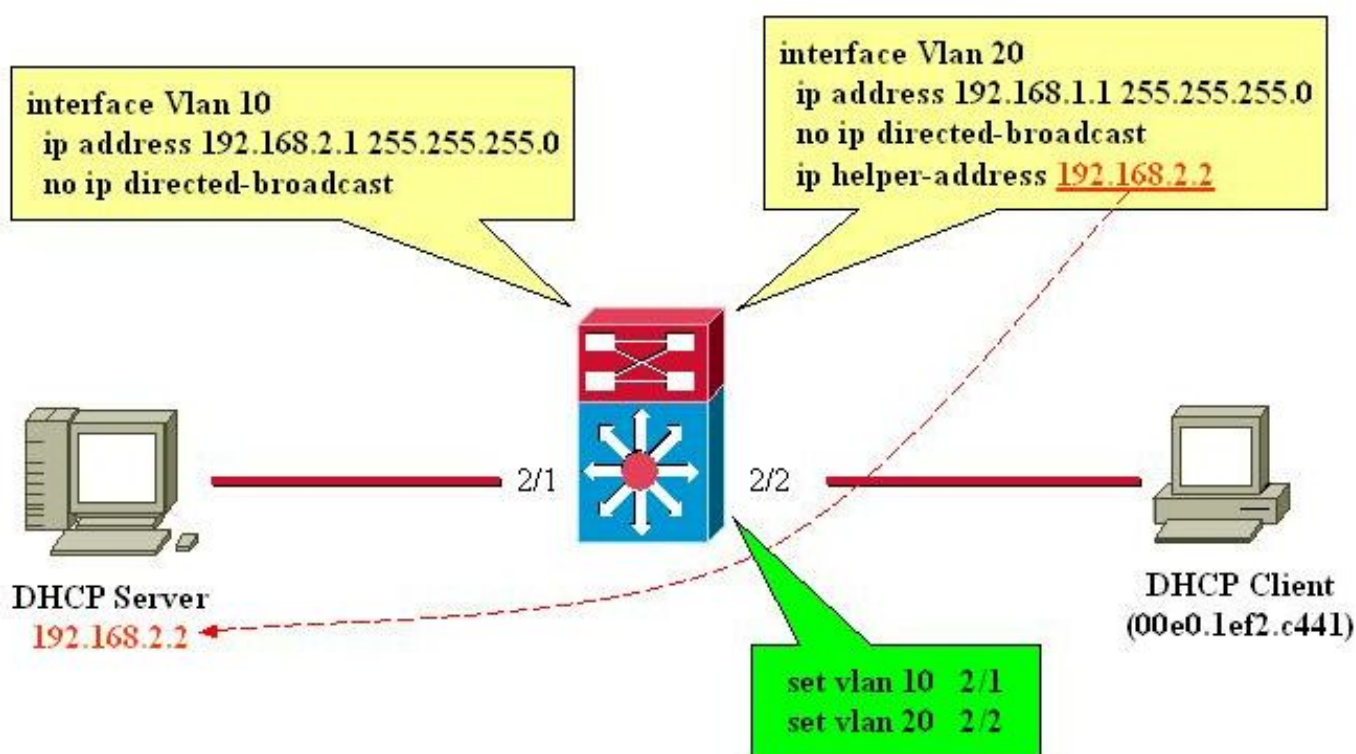 interface Vlan 10
ip address 192.168.2.1 255.255.255.0
no ip directed-broadcast
interface Vlan 20
ip address 192.168.1.1 255.255.255.0
no ip directed-broadcast
ip helper-address 192.168.2.2
2/1
2/2
DHCP Server
192.168.2.2
DHCP Client
(00e0.1ef2.c441)
set vlan 10 2/1
set vlan 20 2/2